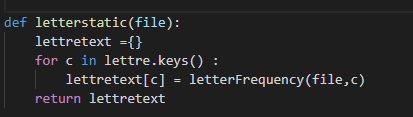 def letterstatic(file):
    lettretext ={}
    for c in lettre.keys() :
        lettretext[c] = letterFrequency(file,c)
    return lettretext